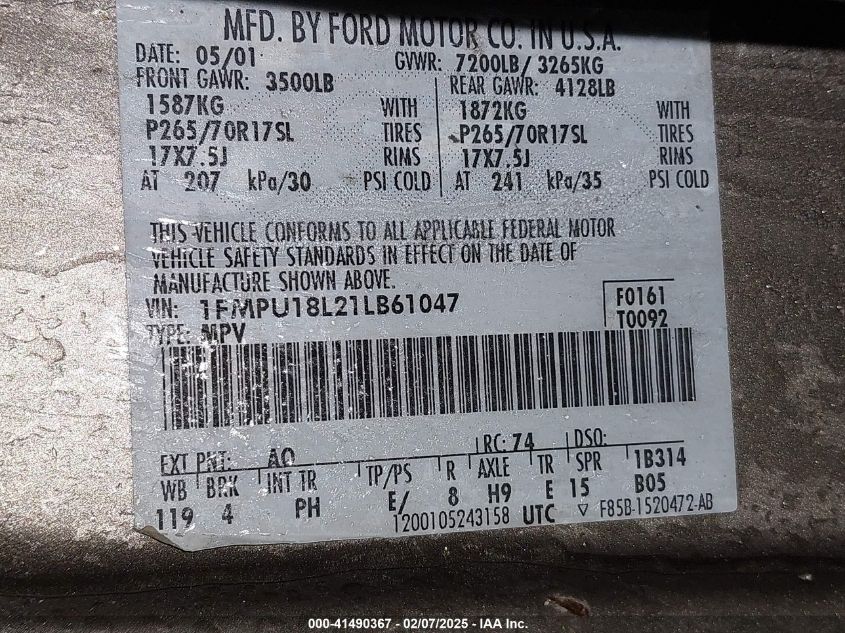 MFD. BY FORD MOTOR CO. IN U.S.A.
DATE: 05/01 GVWR: 7200LB/ 3265KG
FRONT GAWR: 3500LB REAR GAWR: 4128LB
1587KG WITH 1872KG WITH
P265/70R17SL TIRES P265/70R17SL TIRES
17X7.5J RIMS 17X7.5J RIMS
AT 207 kPa/30 PSI COLD AT 241 kPa/35 PSI COLD
THIS VEHICLE CONFORMS TO ALL APPLICABLE FEDERAL MOTOR
VEHICLE SAFETY STANDARDS IN EFFECT ON THE DATE OF
MANUFACTURE SHOWN ABOVE.
VIN: 1FMPU18L21LB61047 F0161
TYPE: MPV T0092
EXT PNT: AQ RC: 74 DSO:
WB BRK INT TR TP/PS R AXLE TR SPR 1B314
119 4 PH E/ 8 H9 E 15 B05
1200105243158 UTC ▽ F85B-1520472-AB
000-41490367 - 02/07/2025 - IAA Inc.